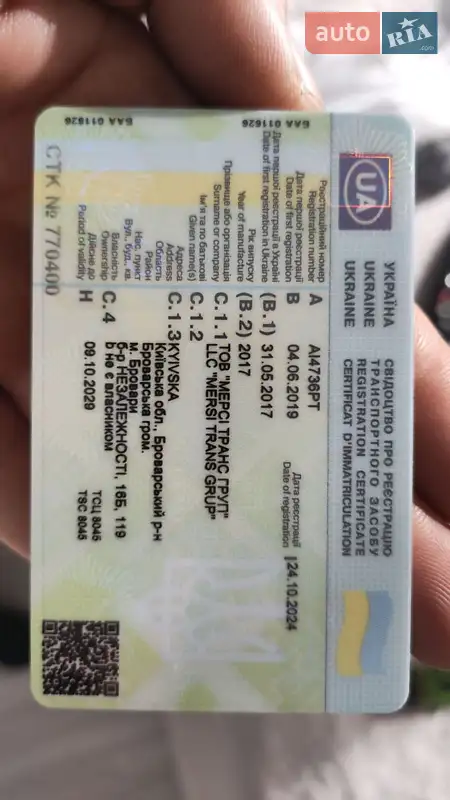 auto RIA.com
UA
УКРАЇНА
UKRAINE
UKRAINE
СВІДОЦТВО ПРО РЕЄСТРАЦІЮ
ТРАНСПОРТНОГО ЗАСОБУ
REGISTRATION CERTIFICATE
CERTIFICAT D'IMMATRICULATION
Реєстраційний номер
Registration number
A AI4736PT
Дата першої реєстрації
Date of first registration
B 04.06.2019
Дата реєстрації
Date of registration
24.10.2024
Дата першої реєстрації в Україні
Date of first registration in Ukraine
(B.1) 31.05.2017
Рік випуску
Year of manufacture
(B.2) 2017
Прізвище або організація
Surname or company
C.1.1 ТОВ "МЕРСІ ТРАНС ГРУП"
LLC "MERSI TRANS GRUP"
Ім'я та по батькові
Given name(s)
C.1.2
Адреса
Address
Область
Район
Нас. пункт
Вул., буд., кв.
C.1.3 KYIVSKA
Київська обл., Броварський р-н
Броварська гром.
м. Бровари
б-р НЕЗАЛЕЖНОСТІ, 16Б, 119
Власність
Ownership
C.4 b не є власником
Дійсне до
Period of validity
H 09.10.2029
ТСЦ 8045
TSC 8045
СТК № 770400
БАА 011626
БАА 011626